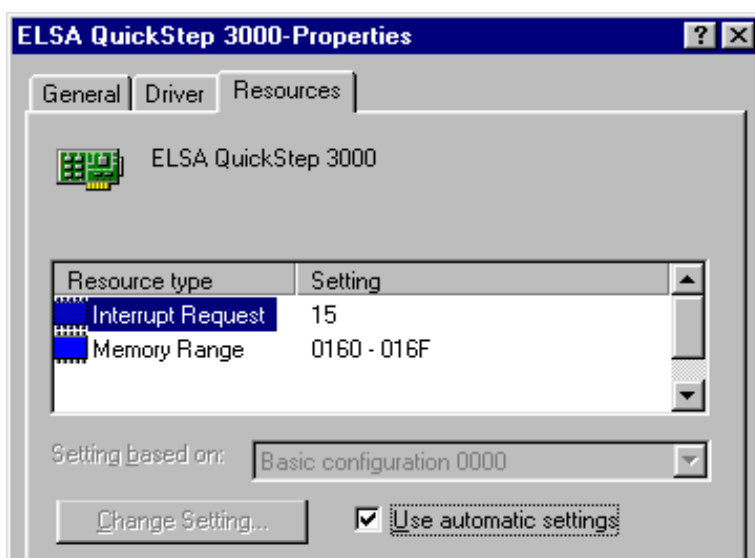 ELSA QuickStep 3000-Properties
General Driver Resources
ELSA QuickStep 3000
Resource type Setting
Interrupt Request 15
Memory Range 0160 - 016F
Setting based on: Basic configuration 0000
Change Setting... Use automatic settings